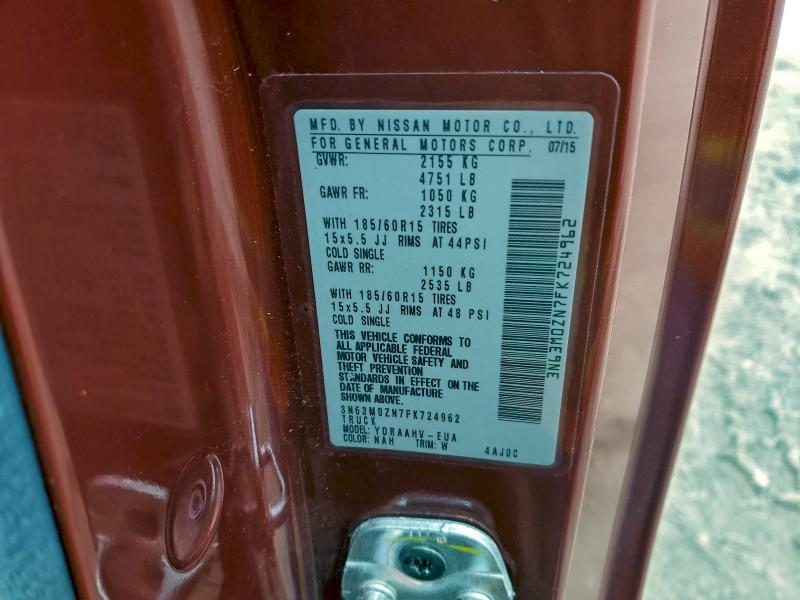 MFD. BY NISSAN MOTOR CO., LTD.
FOR GENERAL MOTORS CORP. 07/15
GVWR: 2155 KG
4751 LB
GAWR FR: 1050 KG
2315 LB
WITH 185/60R15 TIRES
15x5.5 JJ RIMS AT 44PSI
COLD SINGLE
GAWR RR: 1150 KG
2535 LB
WITH 185/60R15 TIRES
15x5.5 JJ RIMS AT 48 PSI
COLD SINGLE
THIS VEHICLE CONFORMS TO
ALL APPLICABLE FEDERAL
MOTOR VEHICLE SAFETY AND
THEFT PREVENTION
STANDARDS IN EFFECT ON THE
DATE OF MANUFACTURE
SHOWN ABOVE.
3N63M0ZN7FK724962
TRUCK
MODEL: YDRAAHV-EUA
COLOR: NAH TRIM: W 4AJ0C
3N63M0ZN7FK724962